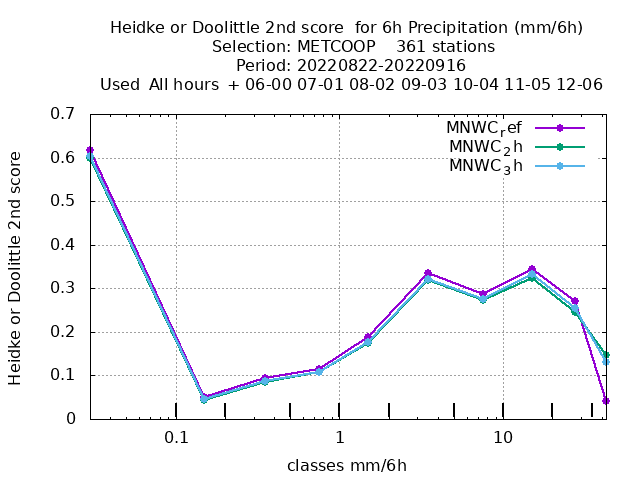 Heidke or Doolittle 2nd score  for 6h Precipitation (mm/6h)
Selection: METCOOP    361 stations
Period: 20220822-20220916
Used  All hours  + 06-00 07-01 08-02 09-03 10-04 11-05 12-06
MNWC_ref
MNWC_2h
MNWC_3h
Heidke or Doolittle 2nd score
0.7
0.6
0.5
0.4
0.3
0.2
0.1
0
0.1 1 10
classes mm/6h